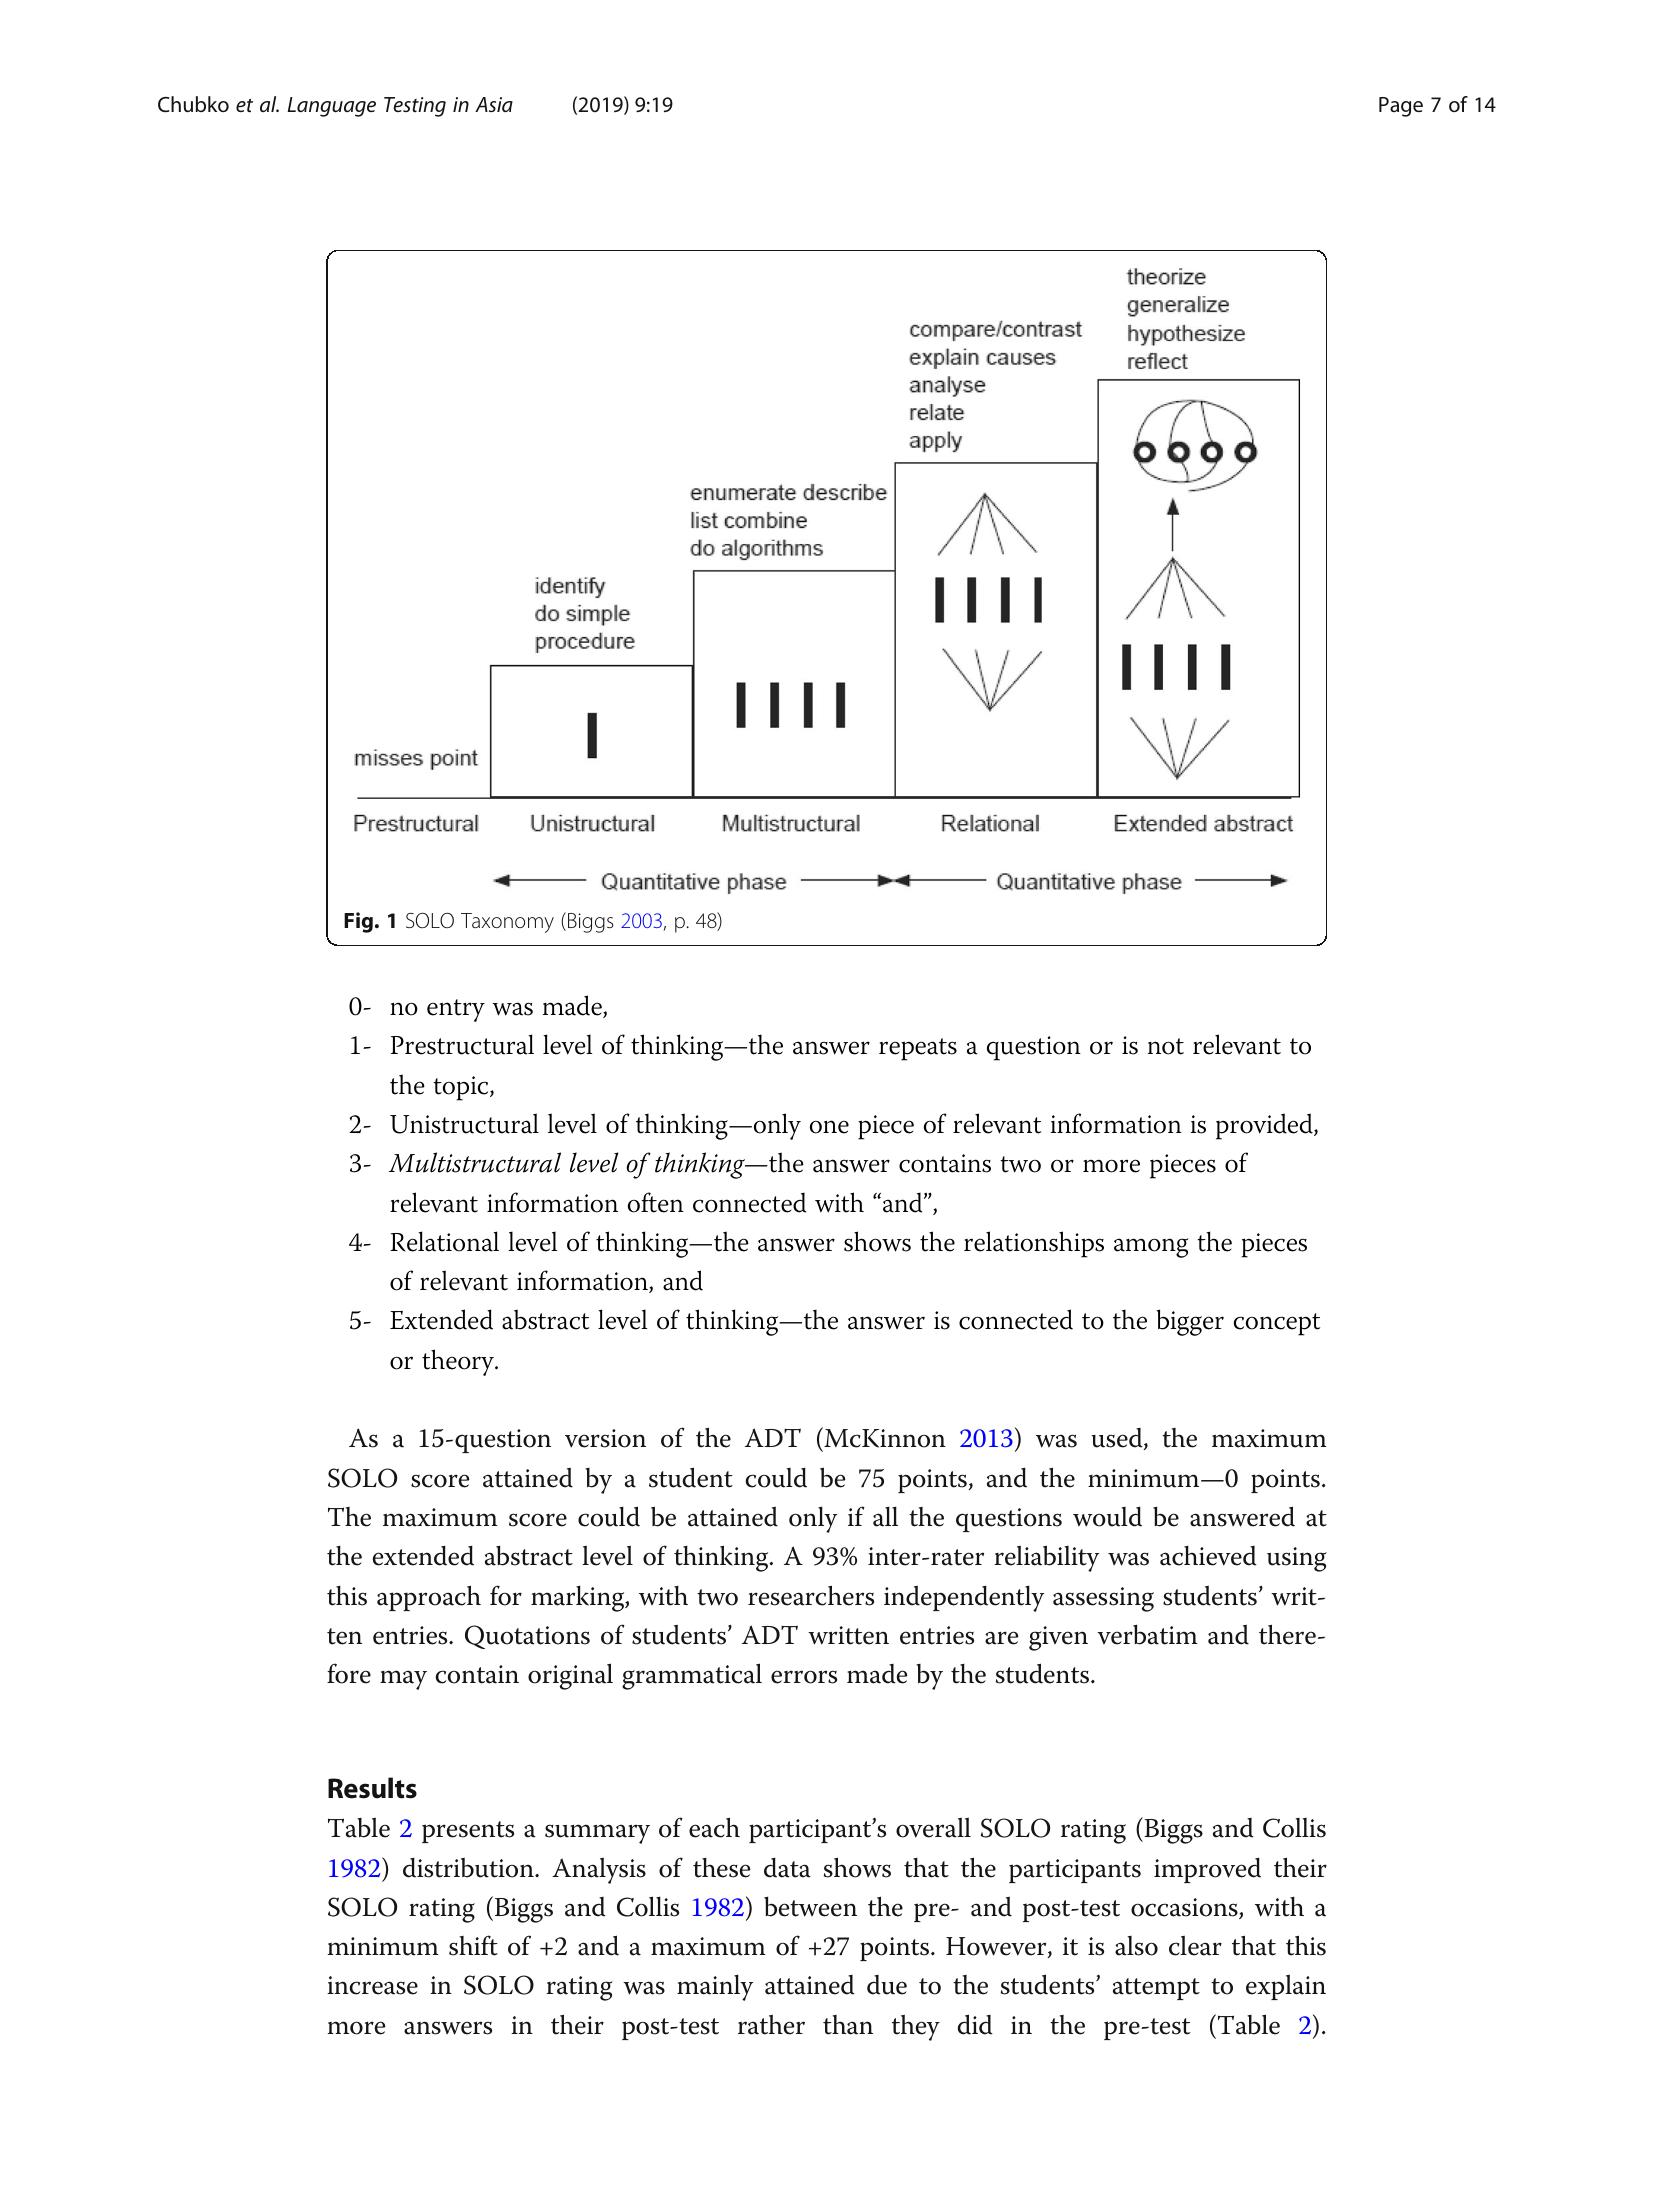 Chubko et al. Language Testing in Asia (2019) 9:19 Page 7 of 14
theorize
generalize
hypothesize
reflect
compare/contrast
explain causes
analyse
relate
apply
enumerate describe
list combine
do algorithms
identify
do simple
procedure
misses point
Prestructural Unistructural Multistructural Relational Extended abstract
Quantitative phase Quantitative phase
Fig. 1 SOLO Taxonomy (Biggs 2003, p. 48)
0- no entry was made,
1- Prestructural level of thinking—the answer repeats a question or is not relevant to
the topic,
2- Unistructural level of thinking—only one piece of relevant information is provided,
3- Multistructural level of thinking—the answer contains two or more pieces of
relevant information often connected with “and”,
4- Relational level of thinking—the answer shows the relationships among the pieces
of relevant information, and
5- Extended abstract level of thinking—the answer is connected to the bigger concept
or theory.
As a 15-question version of the ADT (McKinnon 2013) was used, the maximum
SOLO score attained by a student could be 75 points, and the minimum—0 points.
The maximum score could be attained only if all the questions would be answered at
the extended abstract level of thinking. A 93% inter-rater reliability was achieved using
this approach for marking, with two researchers independently assessing students’ writ-
ten entries. Quotations of students’ ADT written entries are given verbatim and there-
fore may contain original grammatical errors made by the students.
Results
Table 2 presents a summary of each participant’s overall SOLO rating (Biggs and Collis
1982) distribution. Analysis of these data shows that the participants improved their
SOLO rating (Biggs and Collis 1982) between the pre- and post-test occasions, with a
minimum shift of +2 and a maximum of +27 points. However, it is also clear that this
increase in SOLO rating was mainly attained due to the students’ attempt to explain
more answers in their post-test rather than they did in the pre-test (Table 2).